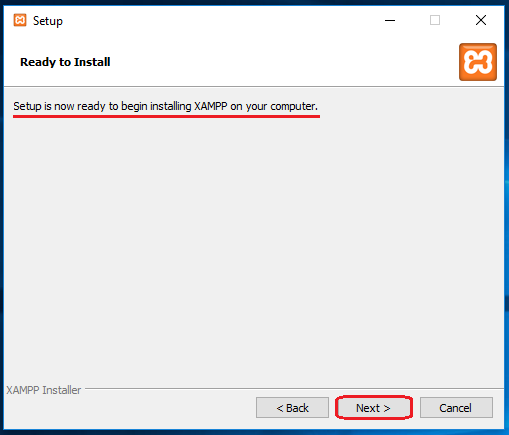 Setup
Ready to Install
Setup is now ready to begin installing XAMPP on your computer.
XAMPP Installer
< Back
Next >
Cancel